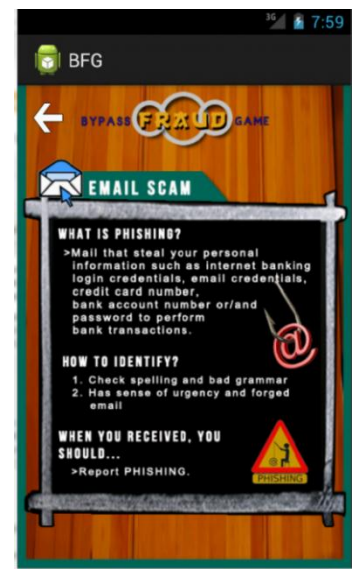 3G 7:59
BFG
BYPASS FRAUD GAME
EMAIL SCAM
WHAT IS PHISHING?
>Mail that steal your personal
information such as internet banking
login credentials, email credentials,
credit card number,
bank account number or/and
password to perform
bank transactions.
HOW TO IDENTIFY?
1. Check spelling and bad grammar
2. Has sense of urgency and forged
email
WHEN YOU RECEIVED, YOU
SHOULD...
>Report PHISHING.
@
PHISHING